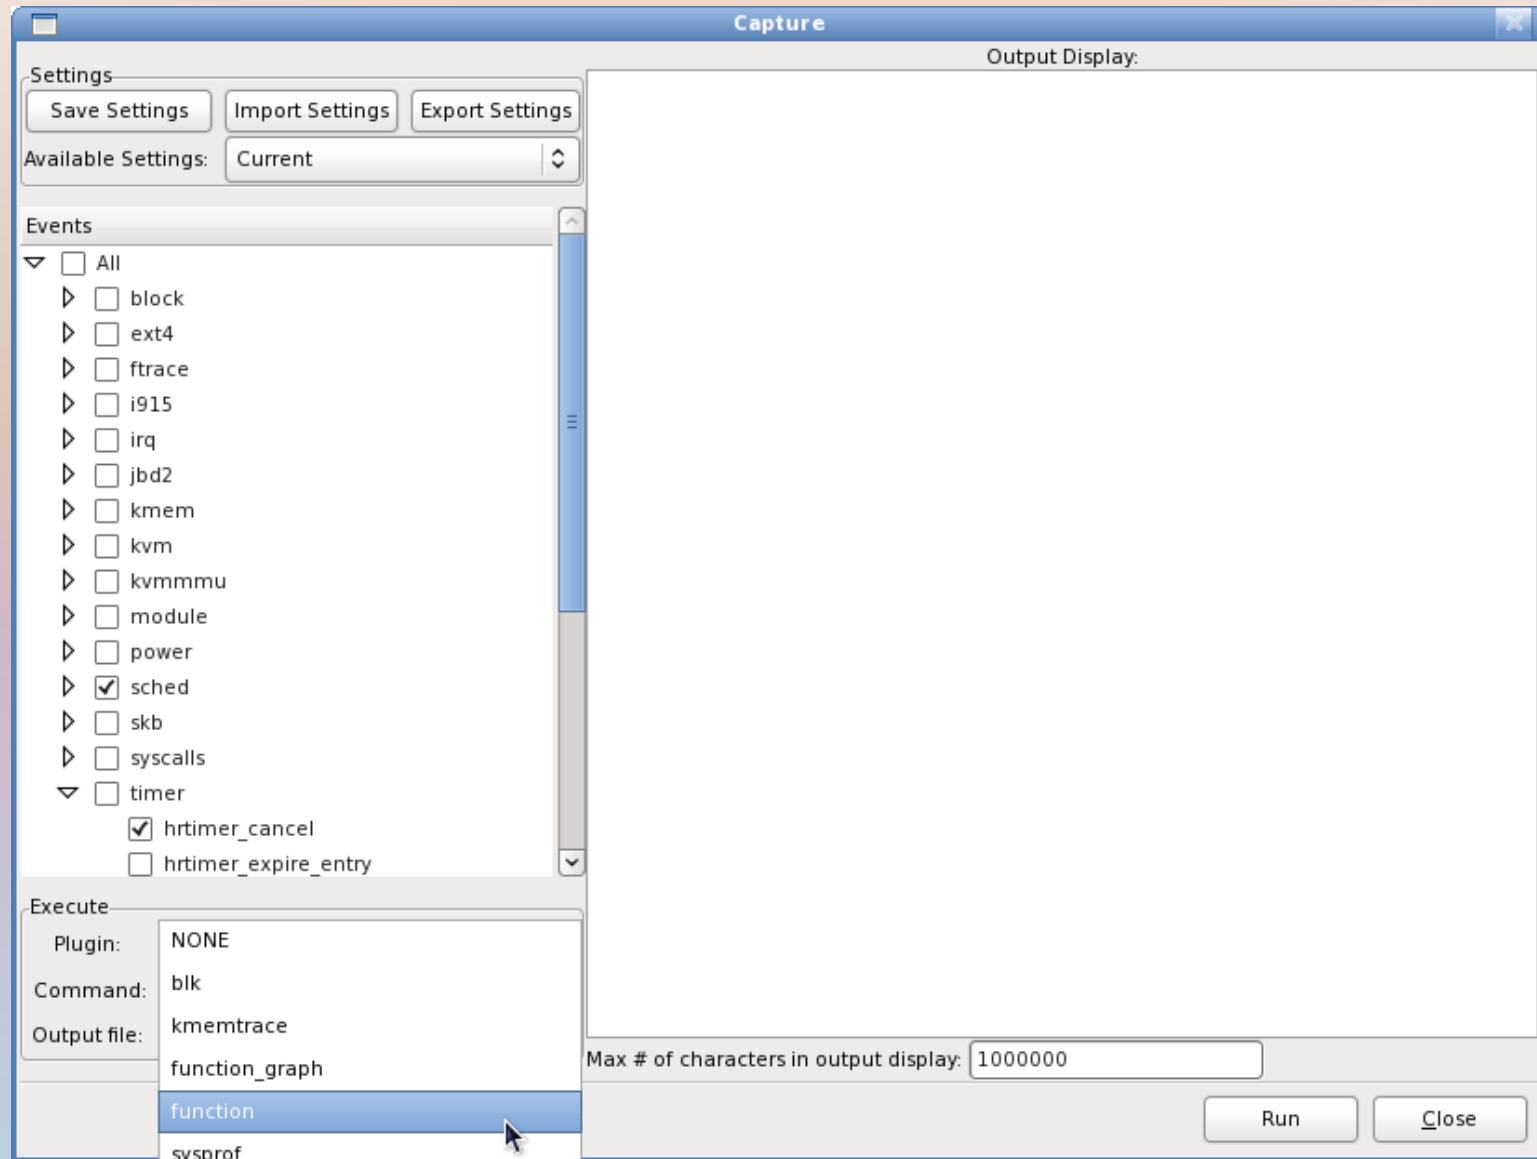 Capture
Output Display:
Settings
Save Settings Import Settings Export Settings
Available Settings: Current
Events
All
block
ext4
ftrace
i915
irq
jbd2
kmem
kvm
kvmmmu
module
power
sched
skb
syscalls
timer
hrtimer_cancel
hrtimer_expire_entry
Execute
Plugin:
Command:
Output file:
NONE
blk
kmemtrace
function_graph
function
sysprof
Max # of characters in output display: 1000000
Run Close